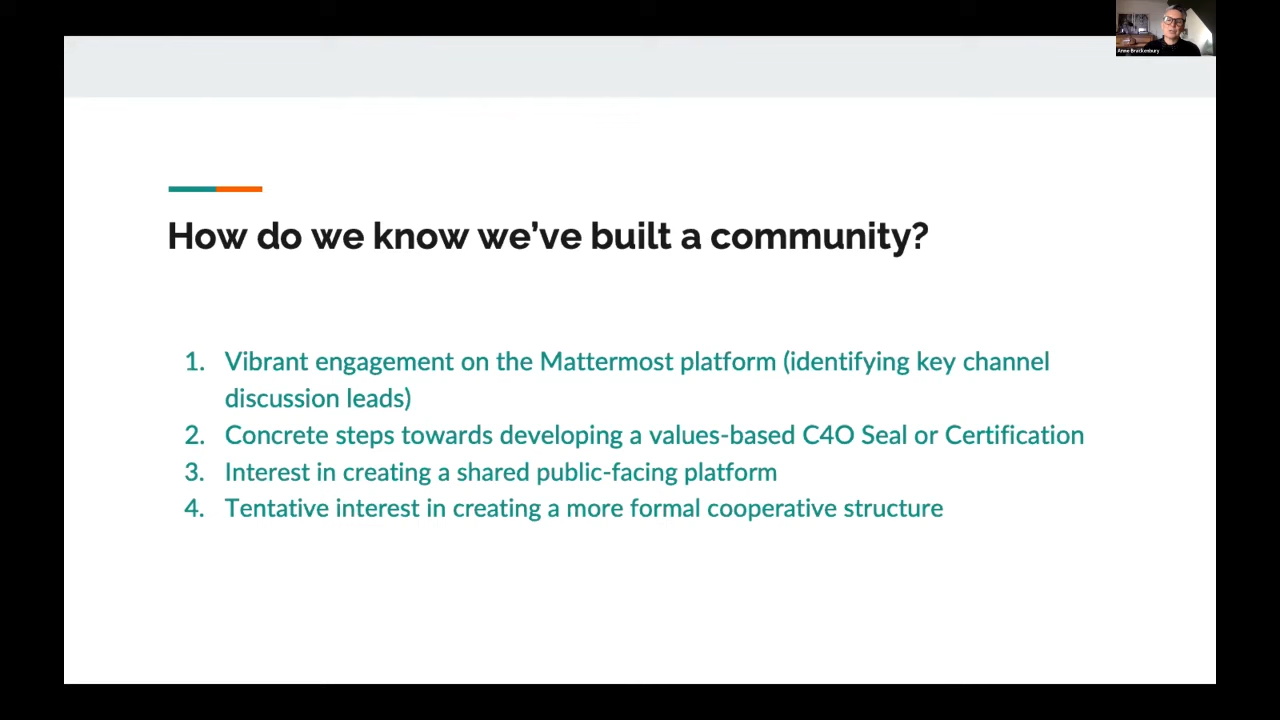 Anne Brackenbury
How do we know we've built a community?
1. Vibrant engagement on the Mattermost platform (identifying key channel
discussion leads)
2. Concrete steps towards developing a values-based C4O Seal or Certification
3. Interest in creating a shared public-facing platform
4. Tentative interest in creating a more formal cooperative structure